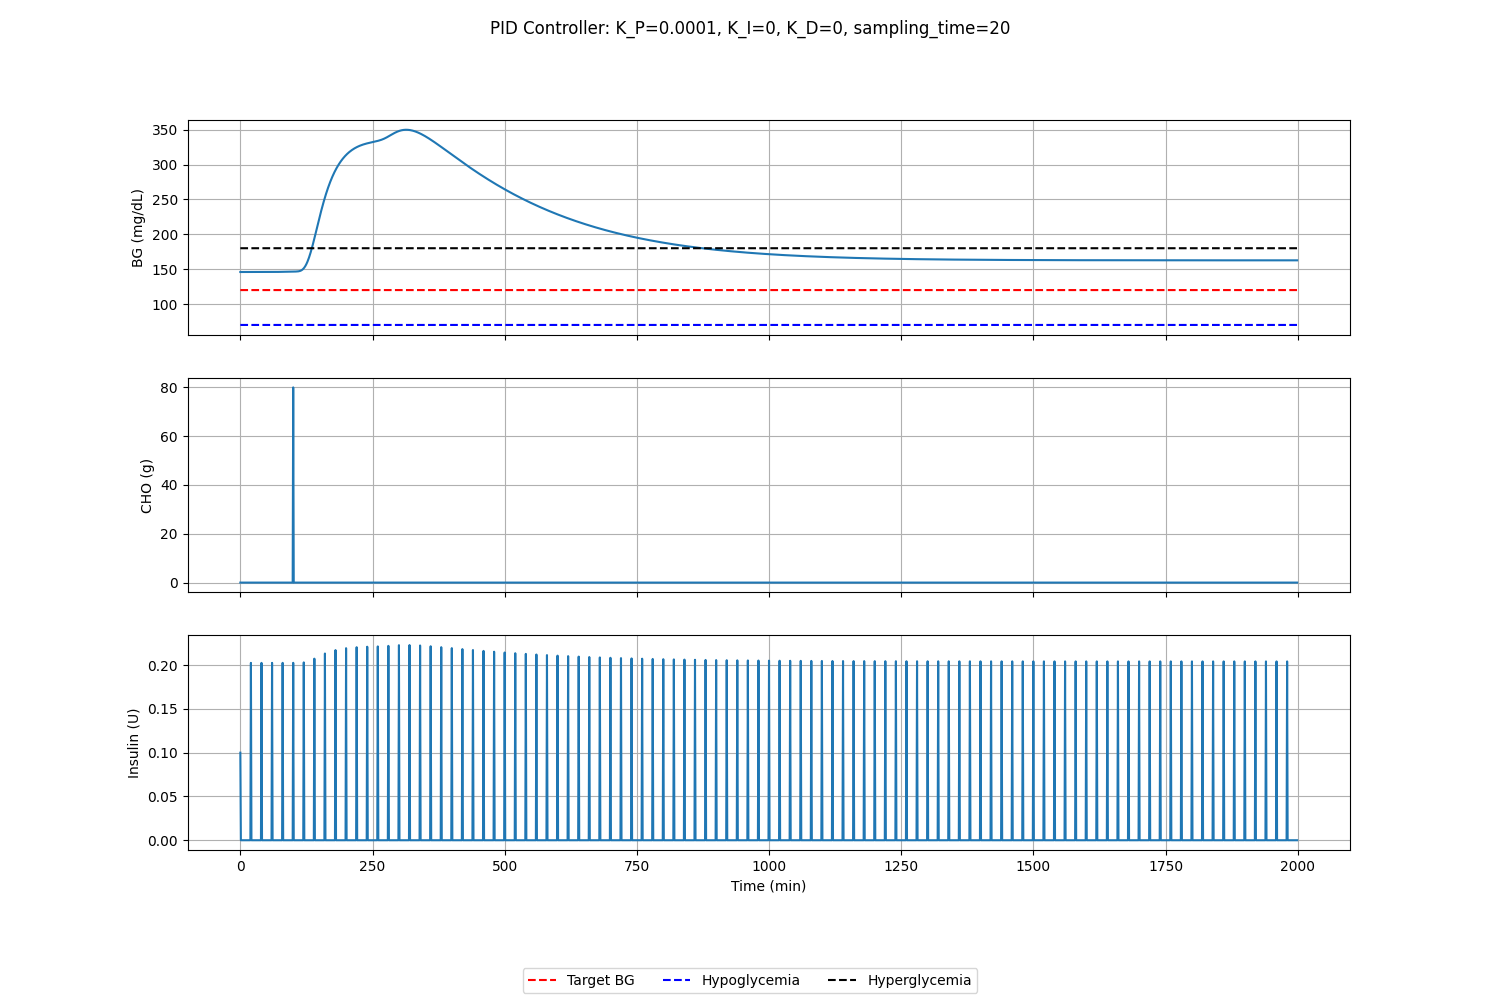 PID Controller: K_P=0.0001, K_I=0, K_D=0, sampling_time=20
350
300
250
200
150
100
BG (mg/dL)
80
60
40
20
0
CHO (g)
0.20
0.15
0.10
0.05
0.00
Insulin (U)
0 250 500 750 1000 1250 1500 1750 2000
Time (min)
Target BG Hypoglycemia Hyperglycemia